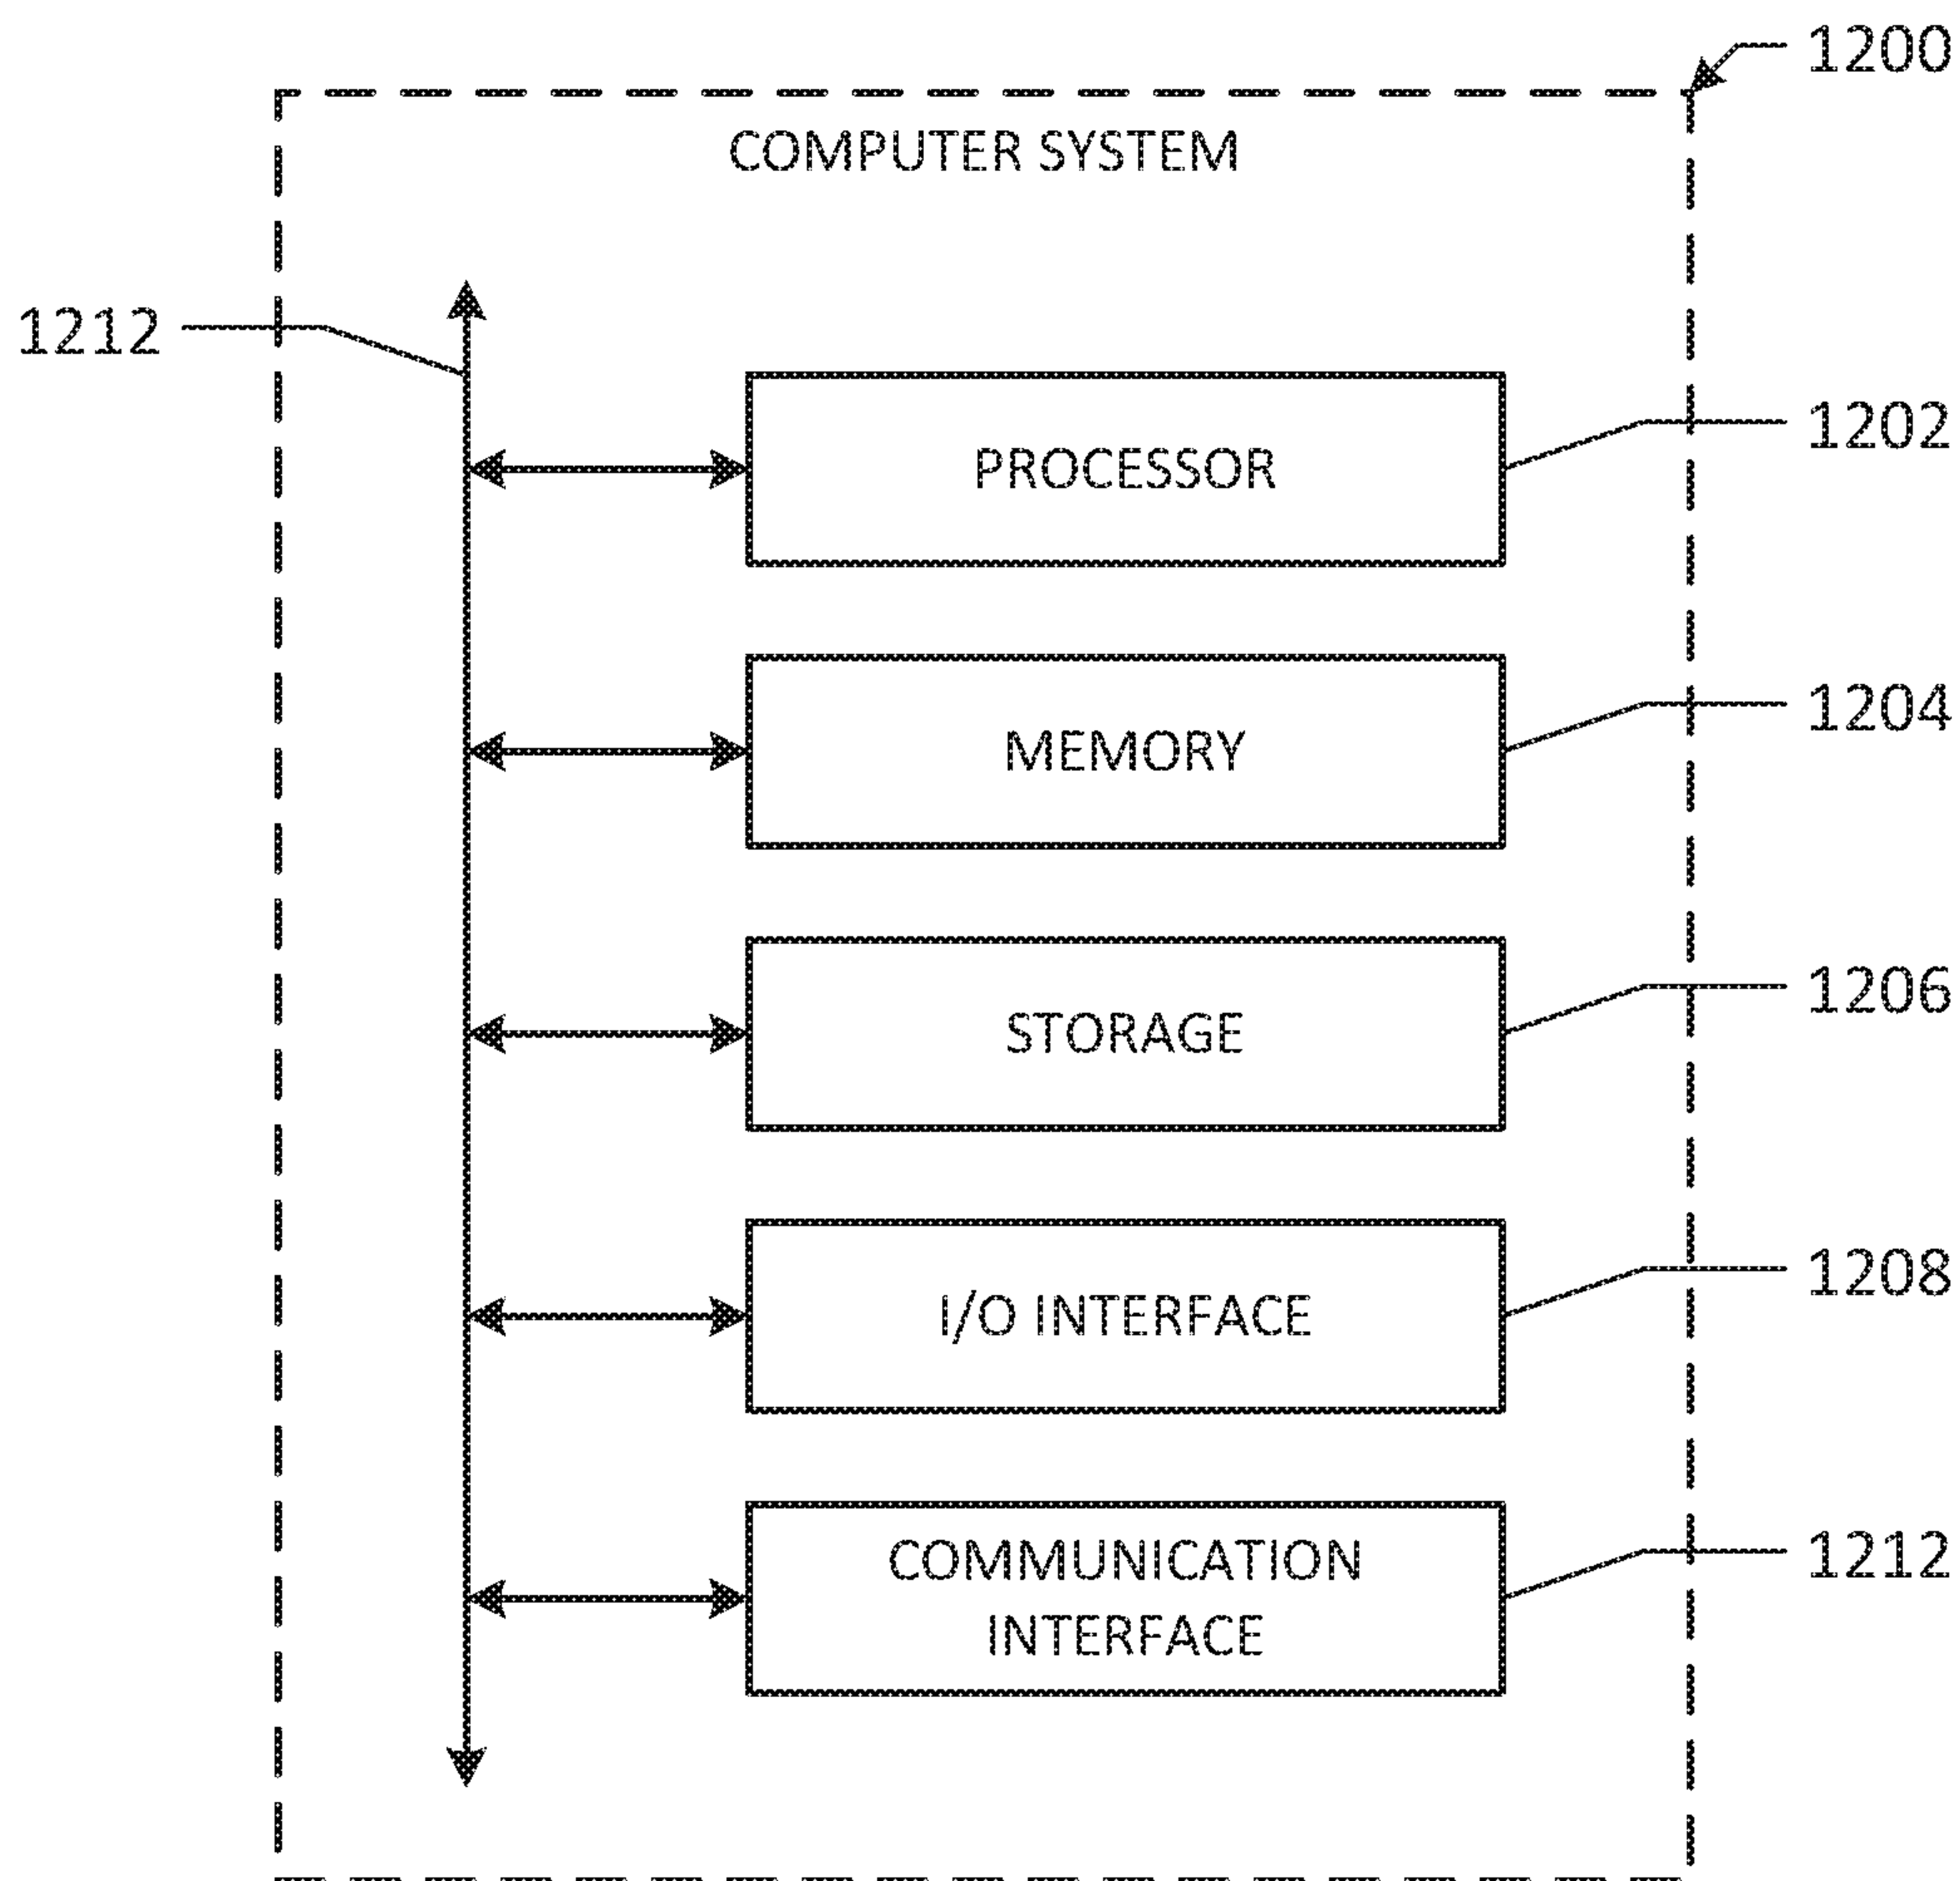 1200
COMPUTER SYSTEM
1212
PROCESSOR
1202
MEMORY
1204
STORAGE
1206
I/O INTERFACE
1208
COMMUNICATION
INTERFACE
1212